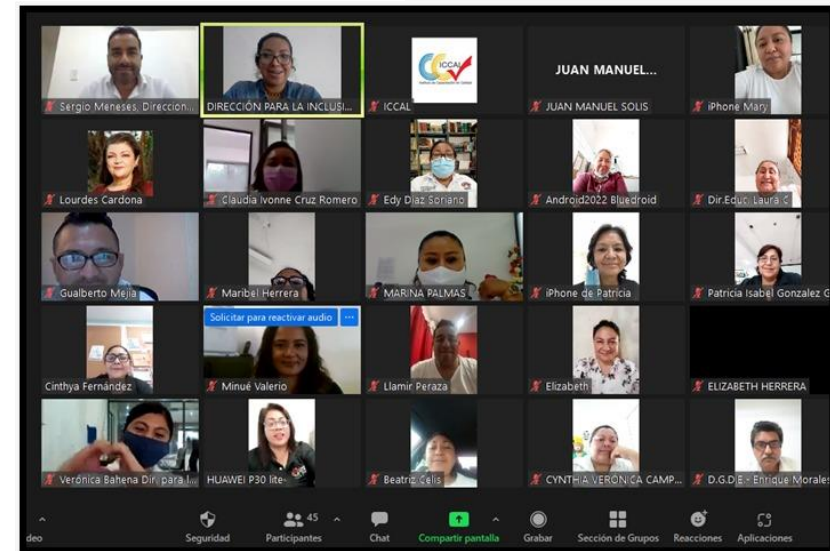 Sergio Meneses, Direccion...
DIRECCIÓN PARA LA INCLUSI...
ICCAL
ICCAL
JUAN MANUEL...
JUAN MANUEL SOLIS
iPhone Mary
Lourdes Cardona
Claudia Ivonne Cruz Romero
Edy Diaz Soriano
Android2022 Bluedroid
Dir.Educ. Laura C
Gualberto Mejia
Maribel Herrera
MARINA PALMAS
iPhone de Patricia
Patricia Isabel Gonzalez G
Cinthya Fernández
Solicitar para reactivar audio ...
Minué Valerio
Llamir Peraza
Elizabeth
ELIZABETH HERRERA
Verónica Bahena Dir. para l...
HUAWEI P30 lite-
Beatriz Celis
CYNTHIA VERÓNICA CAMP...
Enrique Morales
deo
Seguridad
45
Participantes
Chat
Compartir pantalla
Grabar
Sección de Grupos
Reacciones
Aplicaciones